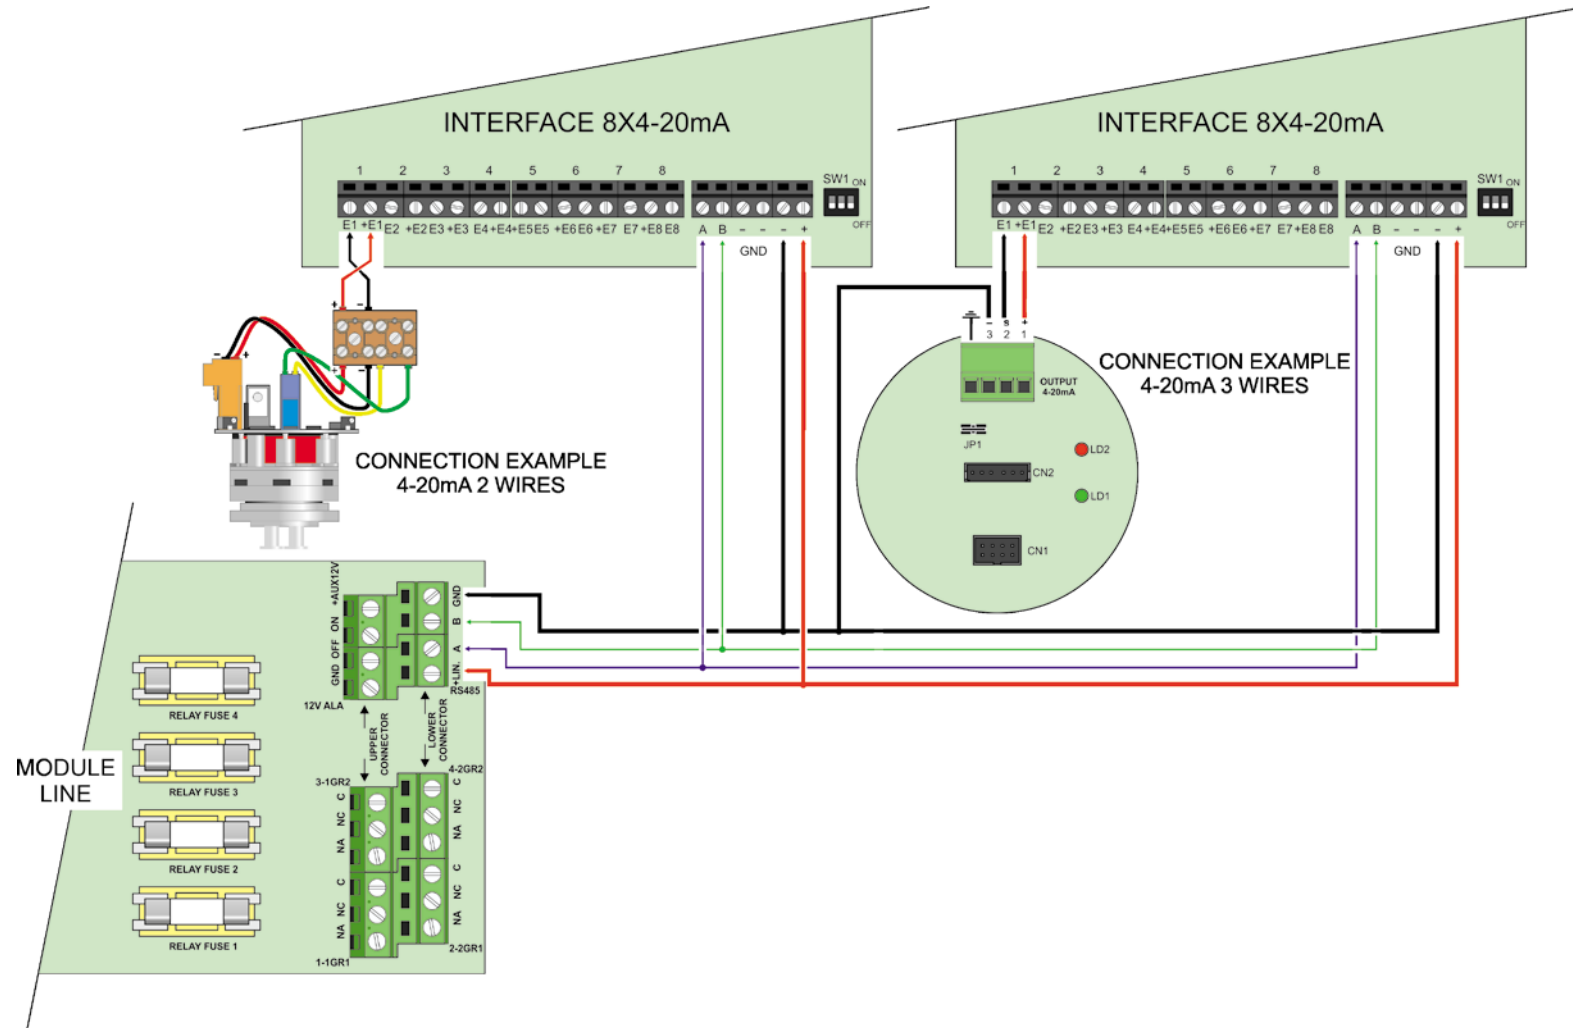 INTERFACE 8X4-20mA
1 2 3 4 5 6 7 8
SW1 ON
OFF
E1 +E1 E2 +E2 E3 +E3 E4 +E4 +E5 E5 +E6 E6 +E7 E7 +E8 E8
A B - - - +
GND
INTERFACE 8X4-20mA
1 2 3 4 5 6 7 8
SW1 ON
OFF
E1 +E1 E2 +E2 E3 +E3 E4 +E4 +E5 E5 +E6 E6 +E7 E7 +E8 E8
A B - - - +
GND
+ -
- +
+ -
CONNECTION EXAMPLE
4-20mA 2 WIRES
- S +
3 2 1
OUTPUT
4-20mA
JP1
CN2
LD2
LD1
CN1
CONNECTION EXAMPLE
4-20mA 3 WIRES
MODULE
LINE
RELAY FUSE 4
RELAY FUSE 3
RELAY FUSE 2
RELAY FUSE 1
GND OFF ON +AUX12V
12V ALA
+LIN. A B GND
RS485
UPPER
CONNECTOR
LOWER
CONNECTOR
3-1GR2
4-2GR2
C
NC
NA
C
NC
NA
C
NC
NA
C
NC
NA
1-1GR1
2-2GR1